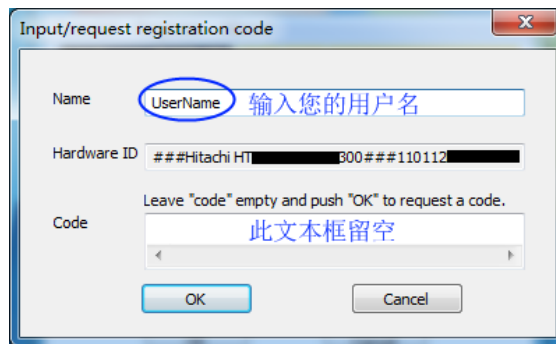 Input/request registration code
Name UserName 输入您的用户名
Hardware ID ###Hitachi HT 300###110112
Leave "code" empty and push "OK" to request a code.
Code 此文本框留空
OK Cancel